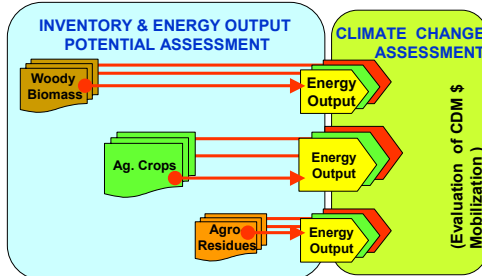 INVENTORY & ENERGY OUTPUT
POTENTIAL ASSESSMENT
CLIMATE CHANGE
ASSESSMENT
Woody
Biomass
Energy
Output
Ag. Crops
Energy
Output
Agro
Residues
Energy
Output
(Evaluation of CDM $
Mobilization )